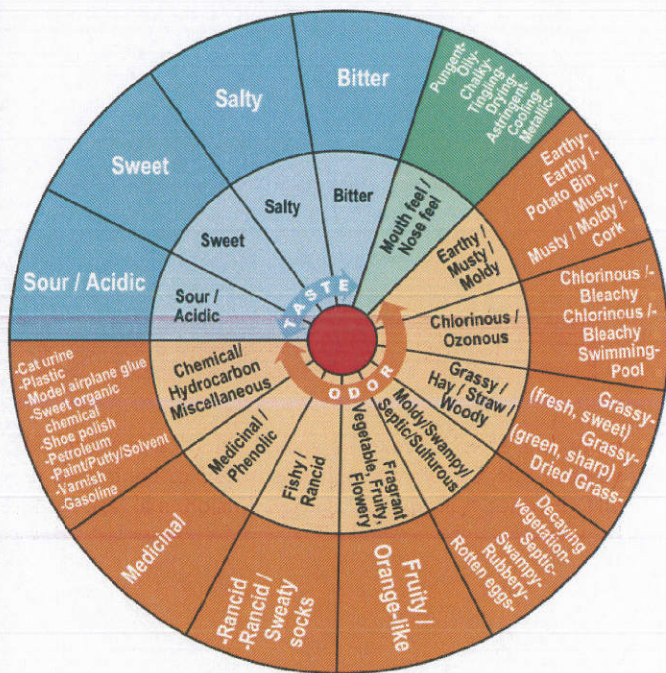 Bitter
Pungent-
Oily-
Chalky-
Tingling-
Drying-
Astringent-
Cooling-
Metallic-
Earthy-
Earthy /-
Potato Bin
Musty-
Musty / Moldy /-
Cork
Chlorinous /-
Bleachy
Chlorinous /-
Bleachy
Swimming-
Pool
Grassy-
(fresh, sweet)
Grassy-
(green, sharp)
Dried Grass-
Decaying
vegetation-
Septic-
Swampy-
Rubbery-
Rotten eggs-
Fruity /
Orange-like
-Rancid
-Rancid /
Sweaty
socks
Medicinal
-Cat urine
-Plastic
-Model airplane glue
-Sweet organic
chemical
-Shoe polish
-Petroleum
-Paint/Putty/Solvent
-Varnish
-Gasoline
Sour / Acidic
Sweet
Salty
Bitter
Mouth feel /
Nose feel
Earthy /
Musty /
Moldy
Chlorinous /
Ozonous
Grassy /
Hay / Straw /
Woody
Moldy/Swampy/
Septic/Sulfurous
Fragrant
Vegetable, Fruity,
Flowery
Fishy /
Rancid
Medicinal /
Phenolic
Chemical/
Hydrocarbon
Miscellaneous
Sour /
Acidic
Sweet
Salty
TASTE
ODOR